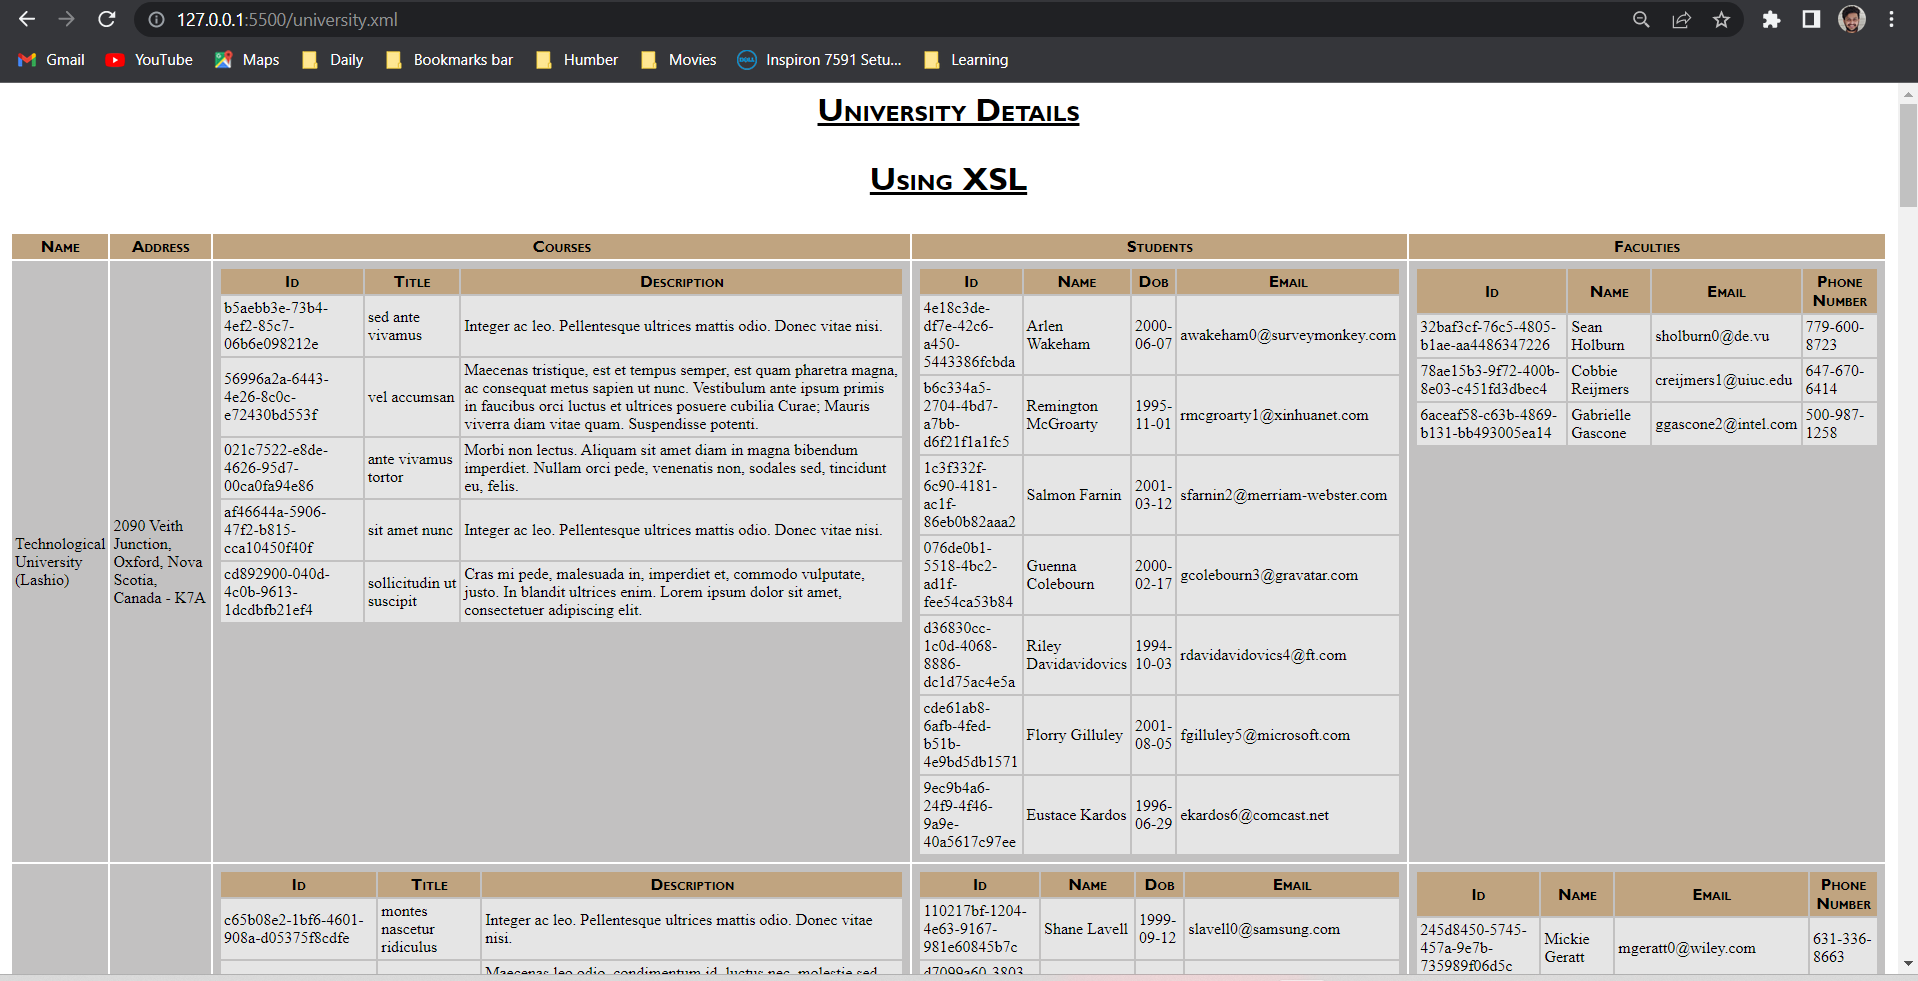 127.0.0.1:5500/university.xml
Gmail YouTube Maps Daily Bookmarks bar Humber Movies Inspiron 7591 Setu... Learning
University Details
Using XSL
Name Address Courses Students Faculties
Technological
University
(Lashio)
2090 Veith
Junction,
Oxford, Nova
Scotia,
Canada - K7A
Id Title Description
b5aebb3e-73b4-
4ef2-85c7-
06b6e098212e
sed ante
vivamus
Integer ac leo. Pellentesque ultrices mattis odio. Donec vitae nisi.
56996a2a-6443-
4e26-8c0c-
e72430bd553f
vel accumsan
Maecenas tristique, est et tempus semper, est quam pharetra magna,
ac consequat metus sapien ut nunc. Vestibulum ante ipsum primis
in faucibus orci luctus et ultrices posuere cubilia Curae; Mauris
viverra diam vitae quam. Suspendisse potenti.
021c7522-e8de-
4626-95d7-
00ca0fa94e86
ante vivamus
tortor
Morbi non lectus. Aliquam sit amet diam in magna bibendum
imperdiet. Nullam orci pede, venenatis non, sodales sed, tincidunt
eu, felis.
af46644a-5906-
47f2-b815-
cca10450f40f
sit amet nunc
Integer ac leo. Pellentesque ultrices mattis odio. Donec vitae nisi.
cd892900-040d-
4c0b-9613-
1dcdbfb21ef4
sollicitudin ut
suscipit
Cras mi pede, malesuada in, imperdiet et, commodo vulputate,
justo. In blandit ultrices enim. Lorem ipsum dolor sit amet,
consectetuer adipiscing elit.
Id Name Dob Email
4e18c3de-
df7e-42c6-
a450-
5443386fcbda
Arlen
Wakeham
2000-
06-07
awakeham0@surveymonkey.com
b6c334a5-
2704-4bd7-
a7bb-
d6f21f1a1fc5
Remington
McGroarty
1995-
11-01
rmcgroarty1@xinhuanet.com
1c3f332f-
6c90-4181-
ac1f-
86eb0b82aaa2
Salmon Farnin
2001-
03-12
sfarnin2@merriam-webster.com
076de0b1-
5518-4bc2-
ad1f-
fee54ca53b84
Guenna
Colebourn
2000-
02-17
gcolebourn3@gravatar.com
d36830cc-
1c0d-4068-
8886-
dc1d75ac4e5a
Riley
Davidavidovics
1994-
10-03
rdavidavidovics4@ft.com
cde61ab8-
6afb-4fed-
b51b-
4e9bd5db1571
Florry Gilluley
2001-
08-05
fgilluley5@microsoft.com
9ec9b4a6-
24f9-4f46-
9a9e-
40a5617c97ee
Eustace Kardos
1996-
06-29
ekardos6@comcast.net
Id Name Email Phone
Number
32baf3cf-76c5-4805-
b1ae-aa4486347226
Sean
Holburn
sholburn0@de.vu
779-600-
8723
78ae15b3-9f72-400b-
8e03-c451fd3dbec4
Cobbie
Reijmers
creijmers1@uiuc.edu
647-670-
6414
6aceaf58-c63b-4869-
b131-bb493005ea14
Gabrielle
Gascone
ggascone2@intel.com
500-987-
1258
Id Title Description
c65b08e2-1bf6-4601-
908a-d05375f8cdfe
montes
nascetur
ridiculus
Integer ac leo. Pellentesque ultrices mattis odio. Donec vitae
nisi.
Maecenas leo odio, condimentum id, luctus nec, molestie sed
Id Name Dob Email
110217bf-1204-
4e63-9167-
981e60845b7c
Shane Lavell
1999-
09-12
slavell0@samsung.com
d7099a60-3803
Id Name Email Phone
Number
245d8450-5745-
457a-9e7b-
735989f06d5c
Mickie
Geratt
mgeratt0@wiley.com
631-336-
8663